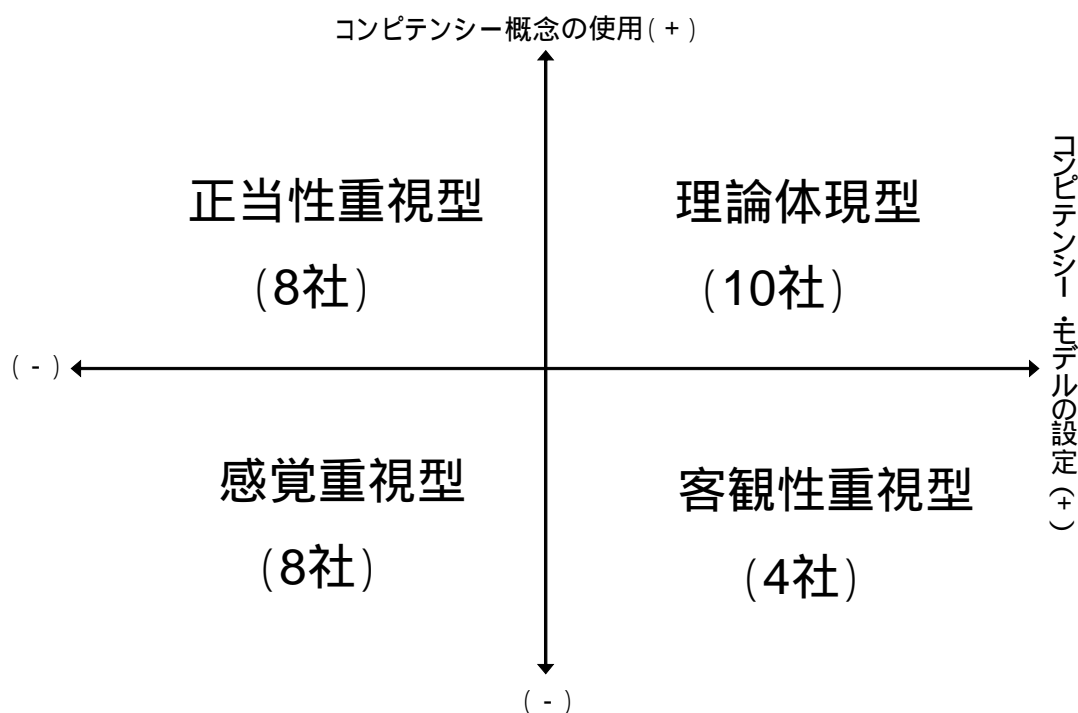 コンピテンシー概念の使用(+)
正当性重視型
(8社)
理論体現型
(10社)
コンピテンシー・モデルの設定(+)
(-)
感覚重視型
(8社)
客観性重視型
(4社)
(-)